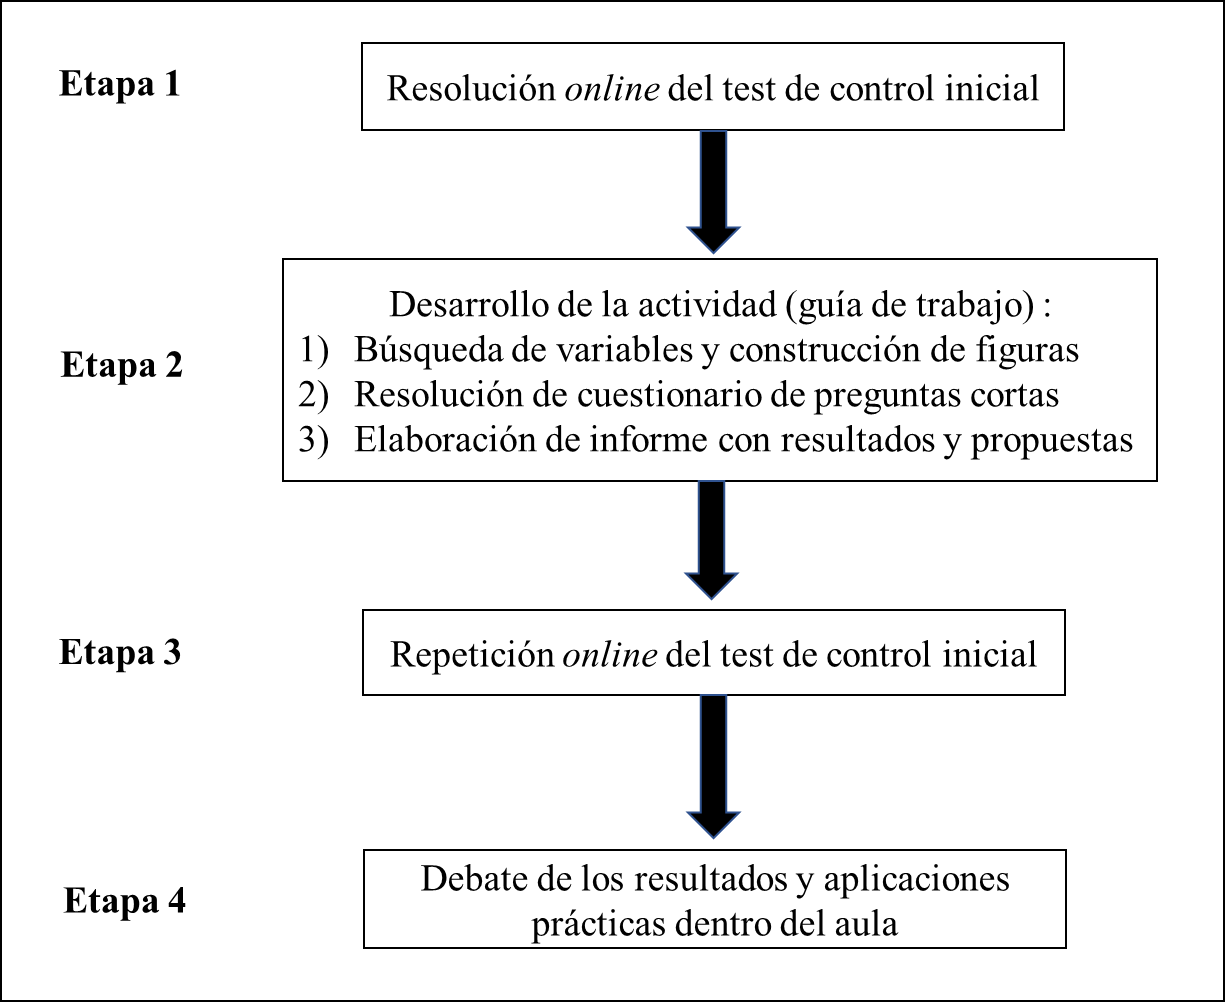 Etapa 1
Resolución online del test de control inicial
Etapa 2
Desarrollo de la actividad (guía de trabajo) :
1) Búsqueda de variables y construcción de figuras
2) Resolución de cuestionario de preguntas cortas
3) Elaboración de informe con resultados y propuestas
Etapa 3
Repetición online del test de control inicial
Etapa 4
Debate de los resultados y aplicaciones
prácticas dentro del aula